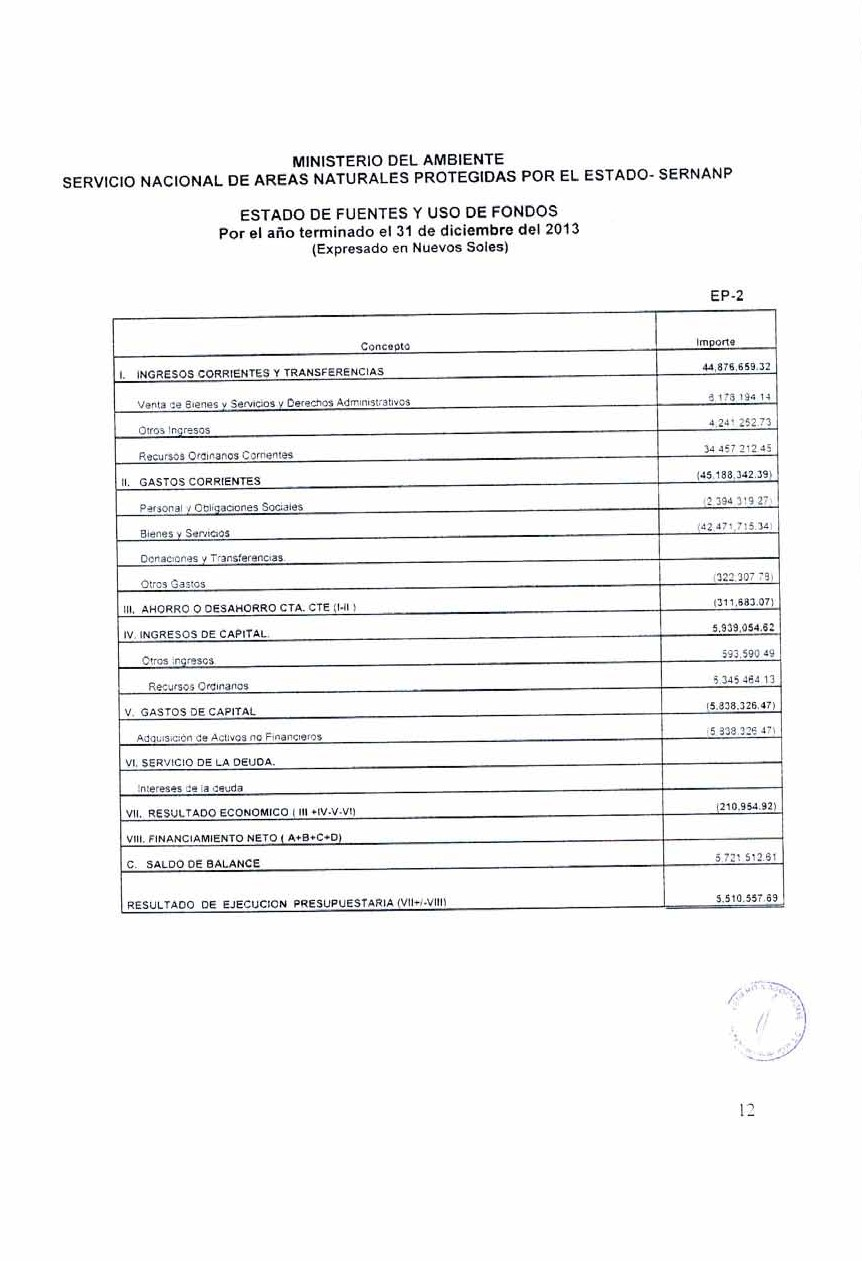 MINISTERIO DEL AMBIENTE
SERVICIO NACIONAL DE AREAS NATURALES PROTEGIDAS POR EL ESTADO- SERNANP
ESTADO DE FUENTES Y USO DE FONDOS
Por el año terminado el 31 de diciembre del 2013
(Expresado en Nuevos Soles)
EP-2
Concepto Importe
I. INGRESOS CORRIENTES Y TRANSFERENCIAS 44,876,659.32
Venta de Bienes y Servicios y Derechos Administrativos 6 178 194 14
Otros Ingresos 4,241 252.73
Recursos Ordinarios Corrientes 34 457 212 45
II. GASTOS CORRIENTES (45,188,342.39)
Personal y Obligaciones Sociales (2 394 319 27)
Bienes y Servicios (42 471,715.34)
Donaciones y Transferencias
Otros Gastos (322,307 78)
III. AHORRO O DESAHORRO CTA. CTE (I-II ) (311,683.07)
IV. INGRESOS DE CAPITAL. 5,939,054.62
Otros ingresos 593,590 49
Recursos Ordinarios 5,345 464 13
V. GASTOS DE CAPITAL (5,838,326.47)
Adquisición de Activos no Financieros (5 838 326 47)
VI. SERVICIO DE LA DEUDA.
Intereses de la deuda
VII. RESULTADO ECONOMICO ( III +IV-V-VI) (210,954.92)
VIII. FINANCIAMIENTO NETO ( A+B+C+D)
C. SALDO DE BALANCE 5 721 512.61
RESULTADO DE EJECUCION PRESUPUESTARIA (VII+/-VIII) 5,510,557.69
12